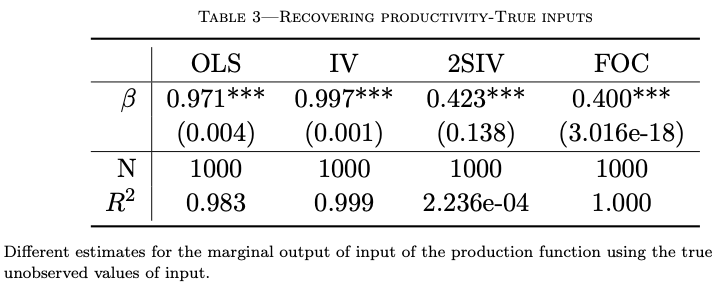 TABLE 3—RECOVERING PRODUCTIVITY-TRUE INPUTS
OLS IV 2SIV FOC
β 0.971*** 0.997*** 0.423*** 0.400***
(0.004) (0.001) (0.138) (3.016e-18)
N 1000 1000 1000 1000
R² 0.983 0.999 2.236e-04 1.000
Different estimates for the marginal output of input of the production function using the true
unobserved values of input.